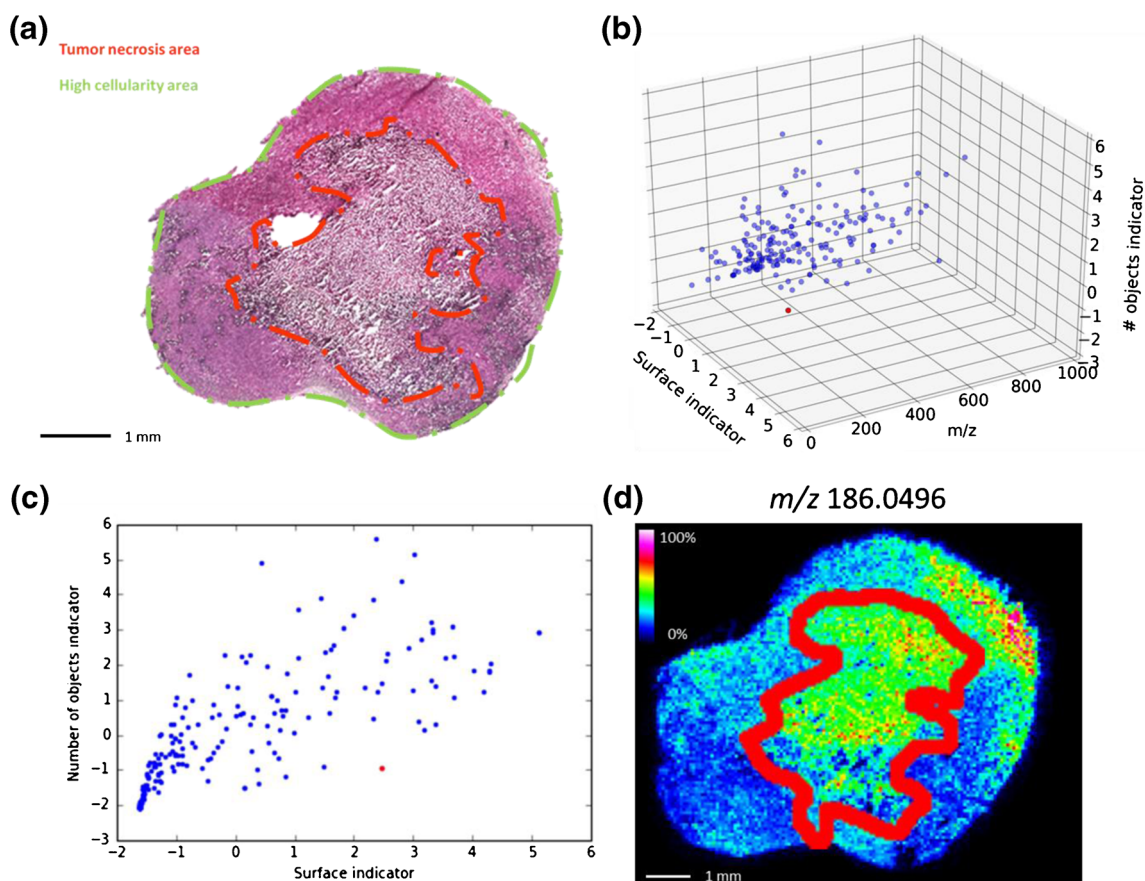 (a)
Tumor necrosis area
High cellularity area
1 mm
(b)
6
5
4
3
2
1
0
−1
−2
−3
# objects indicator
−2
−1
0
1
2
3
4
5
6
Surface indicator
0
200
400
600
800
1000
m/z
(c)
6
5
4
3
2
1
0
−1
−2
−3
Number of objects indicator
−2 −1 0 1 2 3 4 5 6
Surface indicator
(d)
m/z 186.0496
100%
0%
1 mm